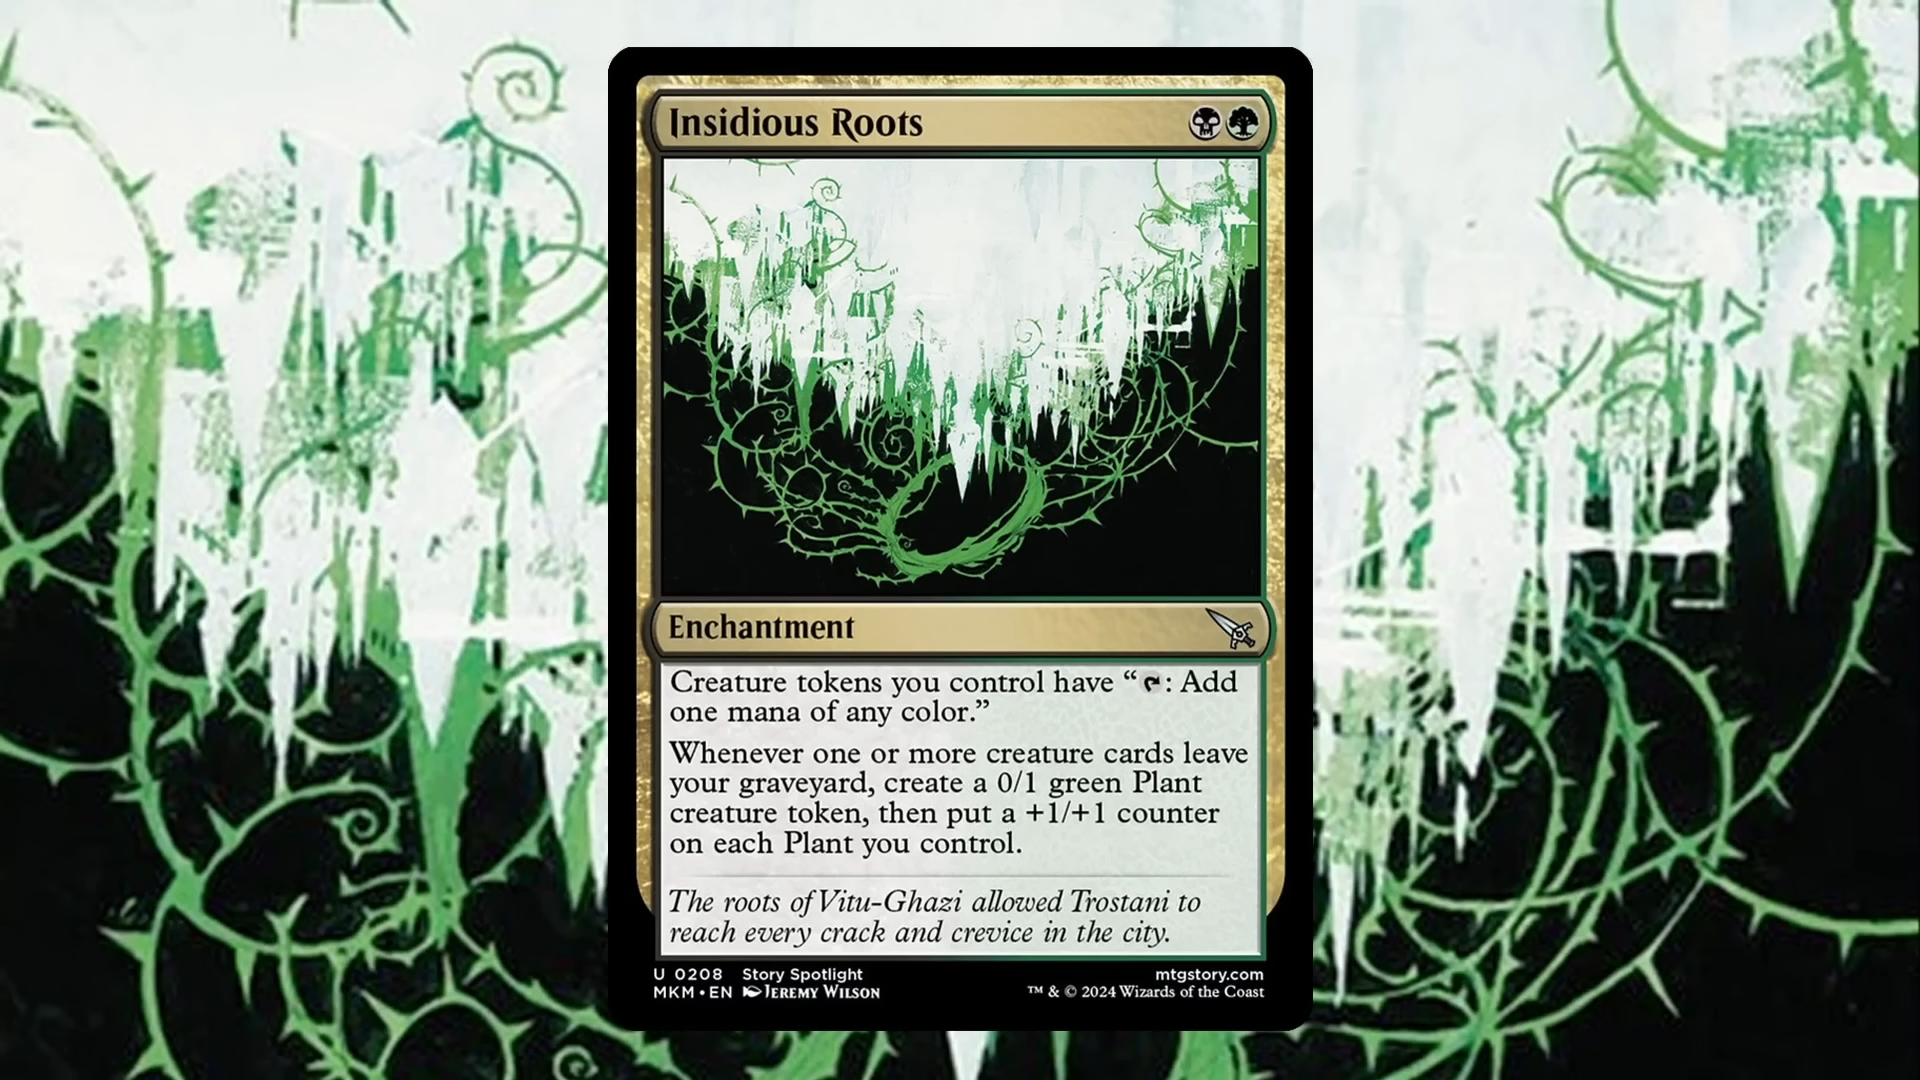 Insidious Roots
Enchantment
Creature tokens you control have “: Add
one mana of any color.”
Whenever one or more creature cards leave
your graveyard, create a 0/1 green Plant
creature token, then put a +1/+1 counter
on each Plant you control.
The roots of Vitu-Ghazi allowed Trostani to
reach every crack and crevice in the city.
U 0208 Story Spotlight mtgstory.com
MKM • EN Jeremy Wilson ™ & © 2024 Wizards of the Coast